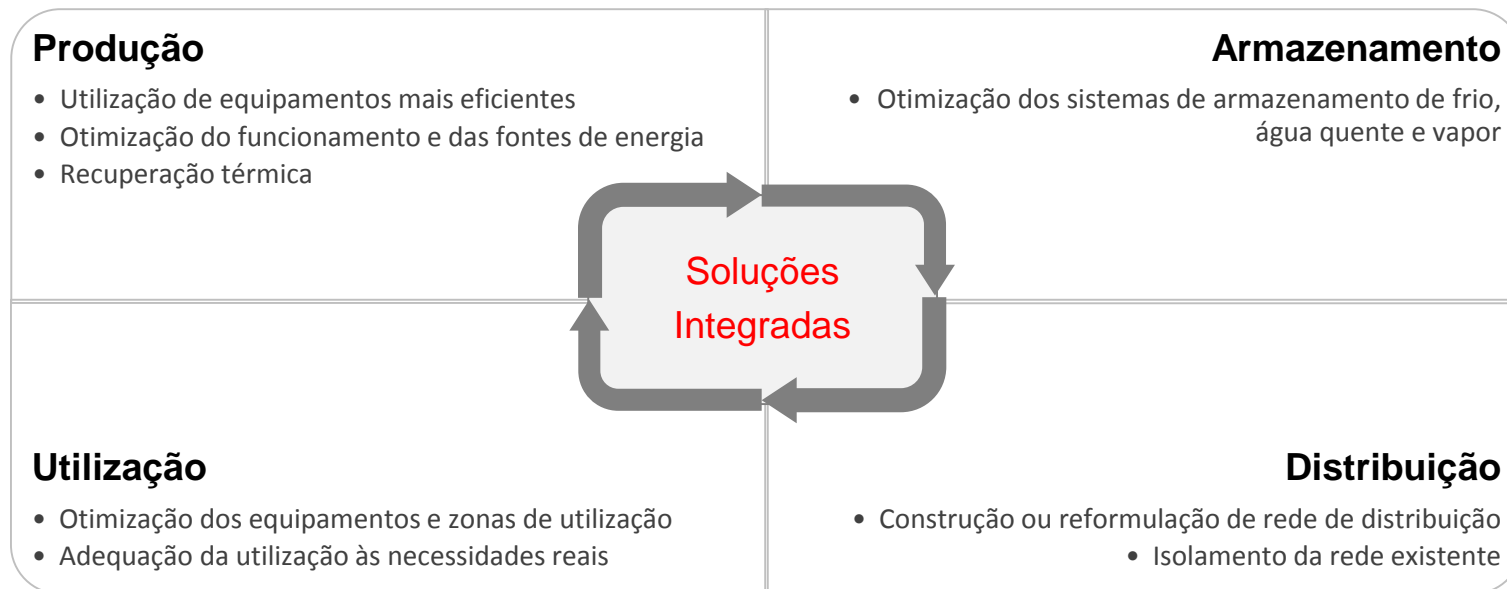 Produção
• Utilização de equipamentos mais eficientes
• Otimização do funcionamento e das fontes de energia
• Recuperação térmica
Armazenamento
• Otimização dos sistemas de armazenamento de frio,
água quente e vapor
Soluções
Integradas
Utilização
• Otimização dos equipamentos e zonas de utilização
• Adequação da utilização às necessidades reais
Distribuição
• Construção ou reformulação de rede de distribuição
• Isolamento da rede existente